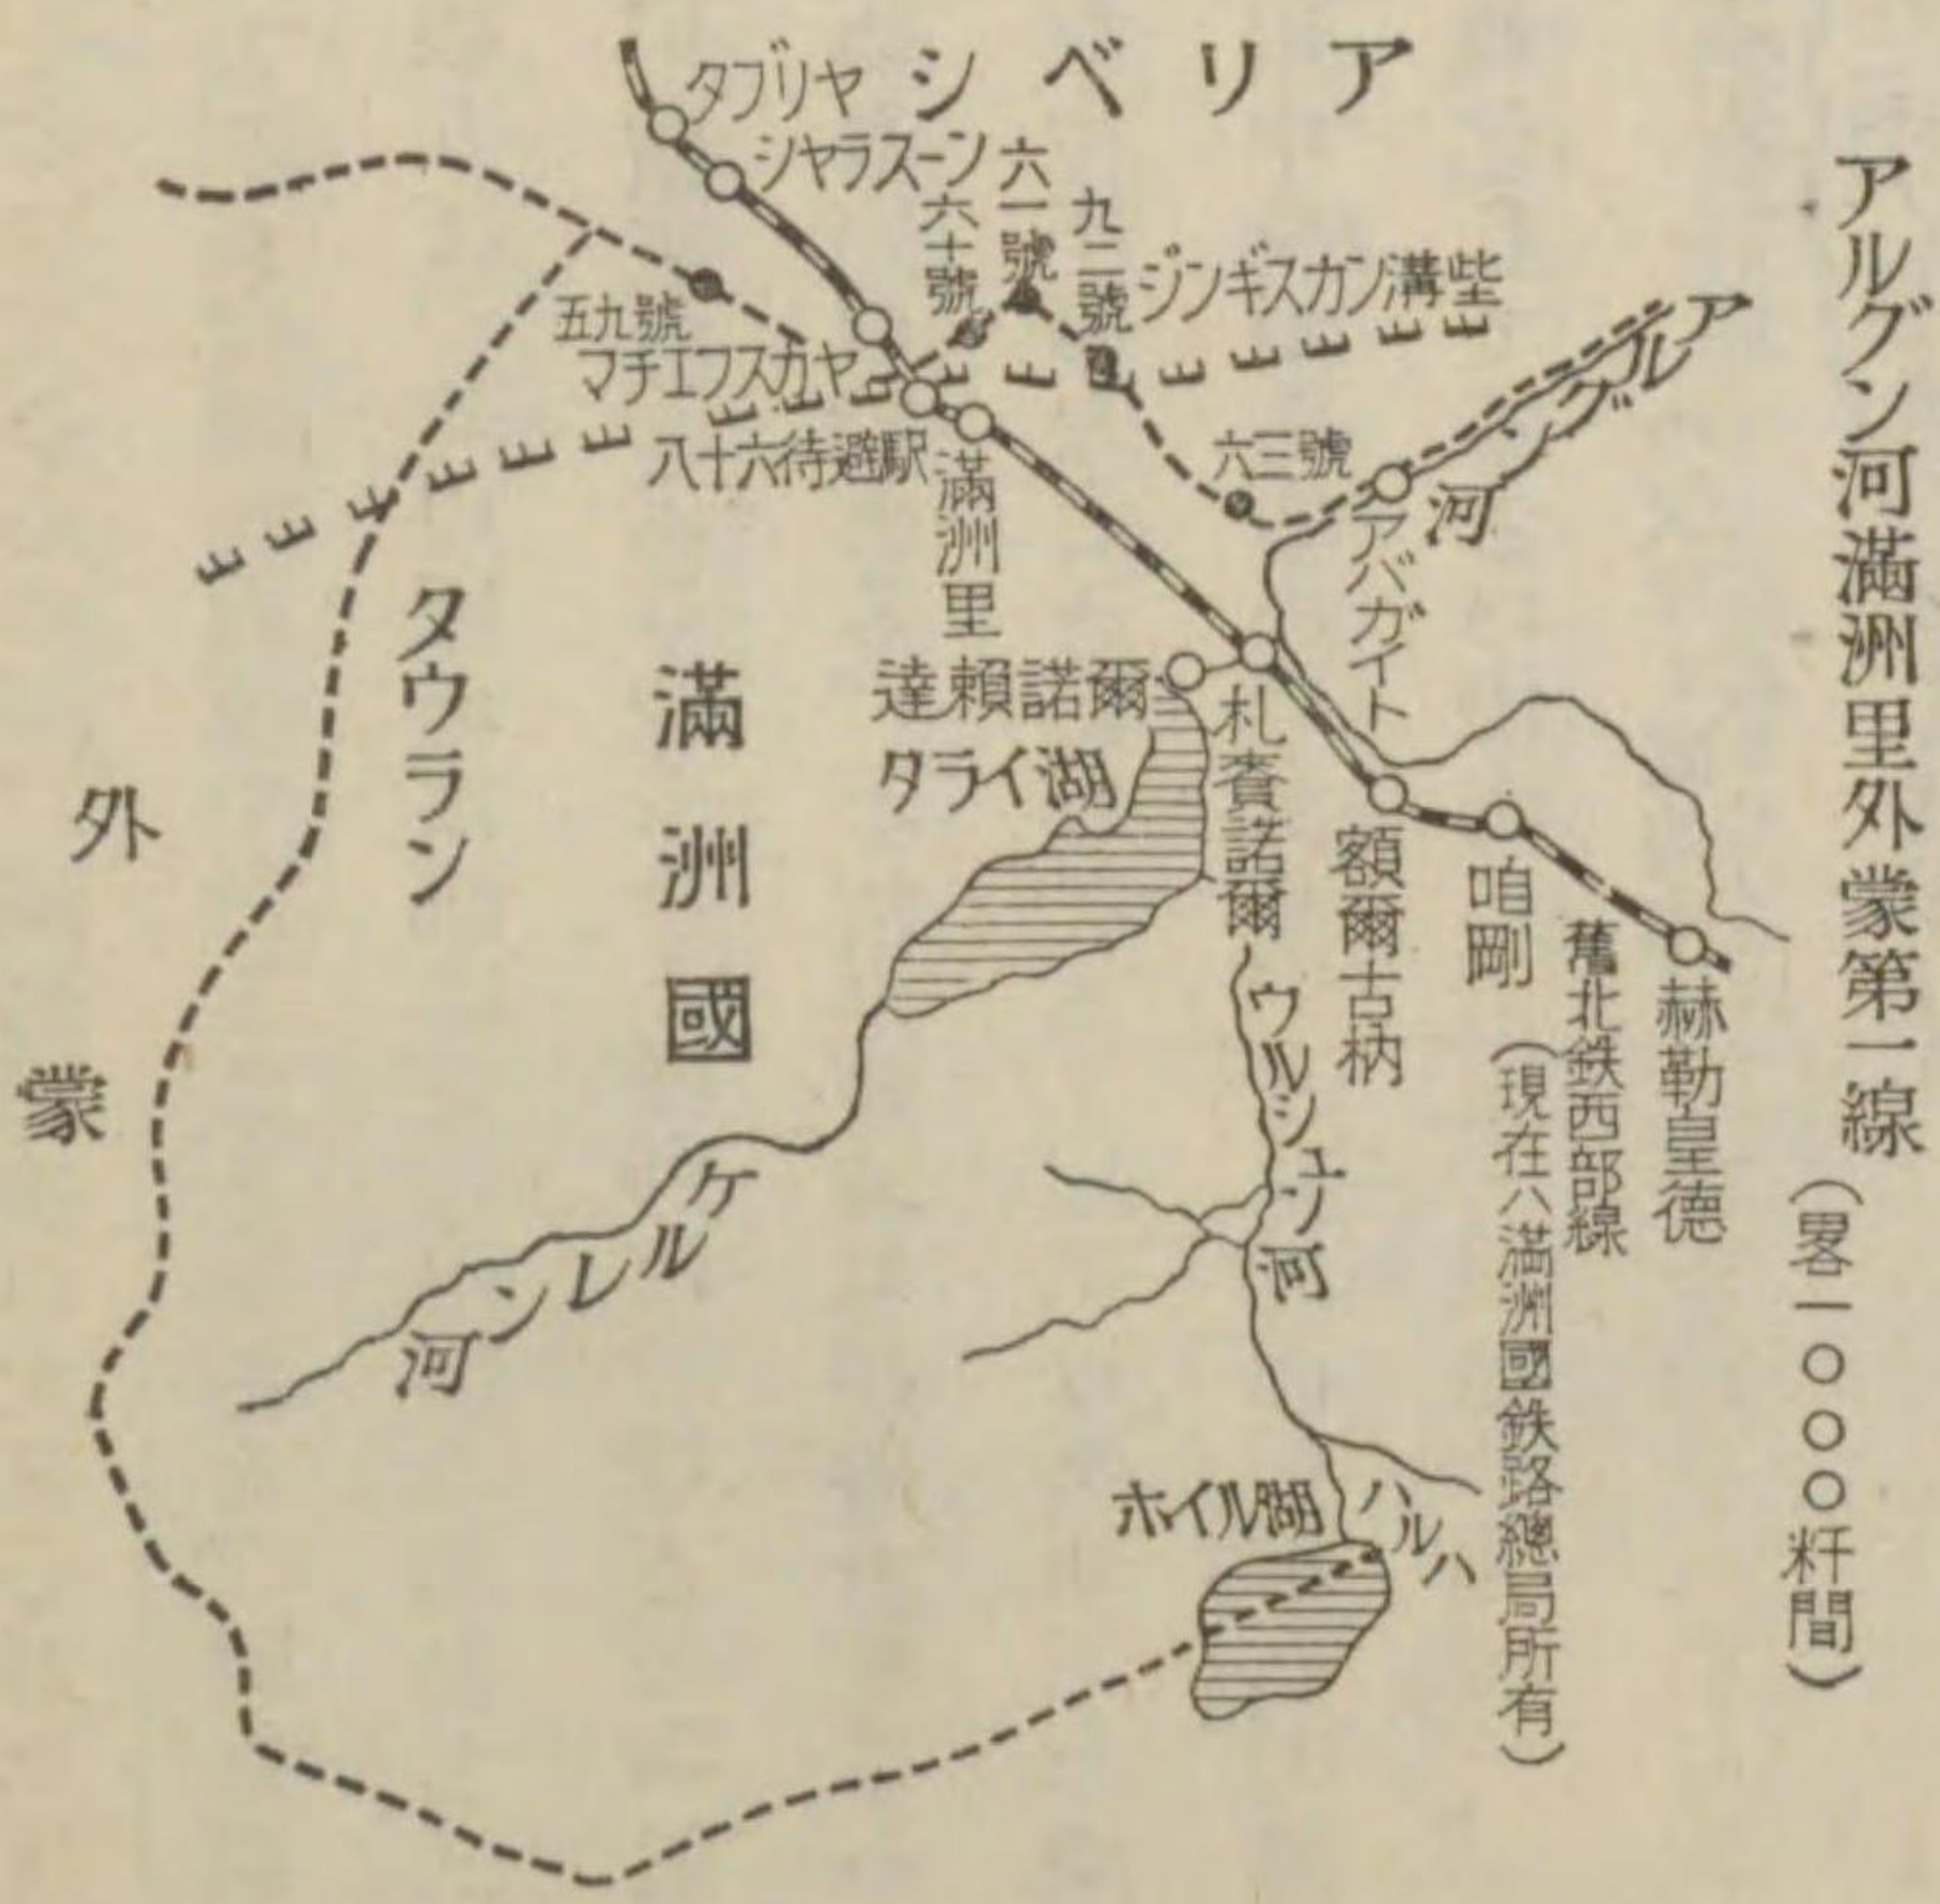 アルグン河滿洲里外蒙第一線
（畧一〇〇〇粁間）
シベリア
タブリヤ
シャラスーン
六一號
六十號
九二號
ジンギスカン溝塁
アルグン河
五九號
マチエフスカヤ
八十六待避駅
滿洲里
六三號
アバガイト
タウラン
滿洲國
外蒙
達賴諾爾
タライ湖
札賚諾爾
額爾古柄
咱剛
赫勒皇德
舊北鉄西部線
（現在ハ滿洲國鉄路總局所有）
ウルシュン河
ケルレン河
ホイル湖
ハルハ